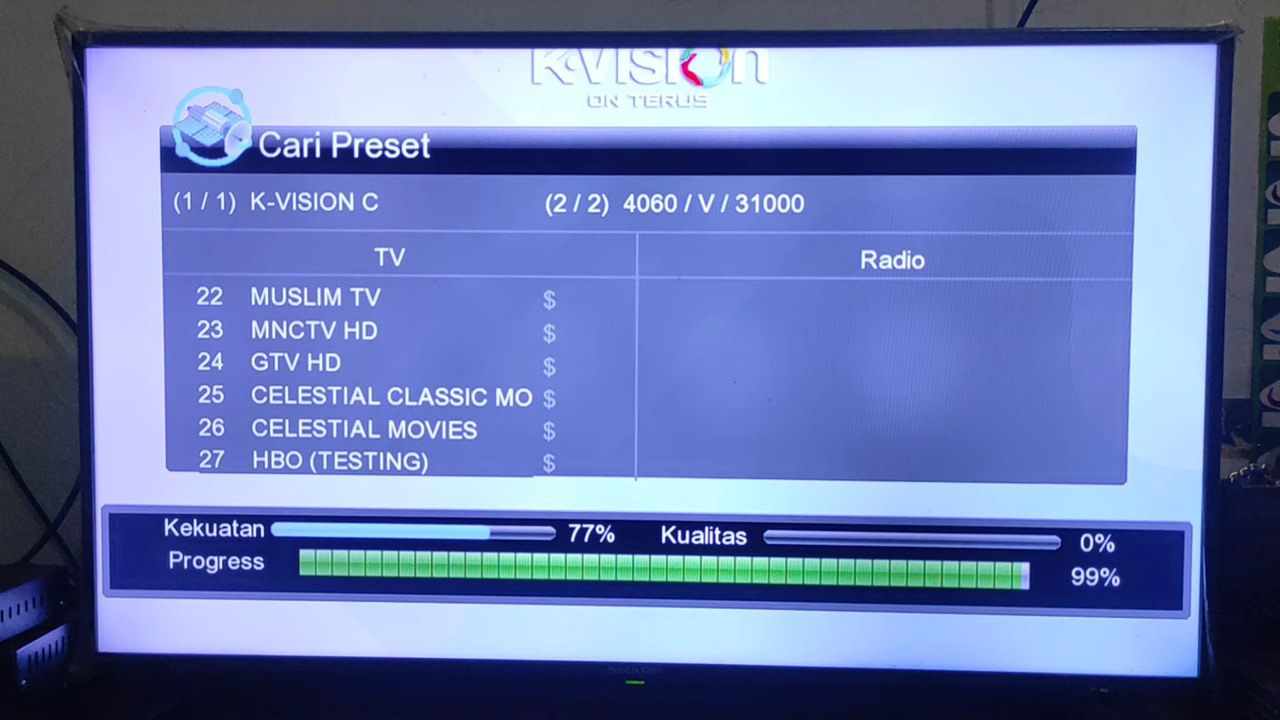 K-VISION
ON TERUS
Cari Preset
(1 / 1) K-VISION C (2 / 2) 4060 / V / 31000
TV Radio
22 MUSLIM TV $
23 MNCTV HD $
24 GTV HD $
25 CELESTIAL CLASSIC MO $
26 CELESTIAL MOVIES $
27 HBO (TESTING) $
Kekuatan 77% Kualitas 0%
Progress 99%
SHARP